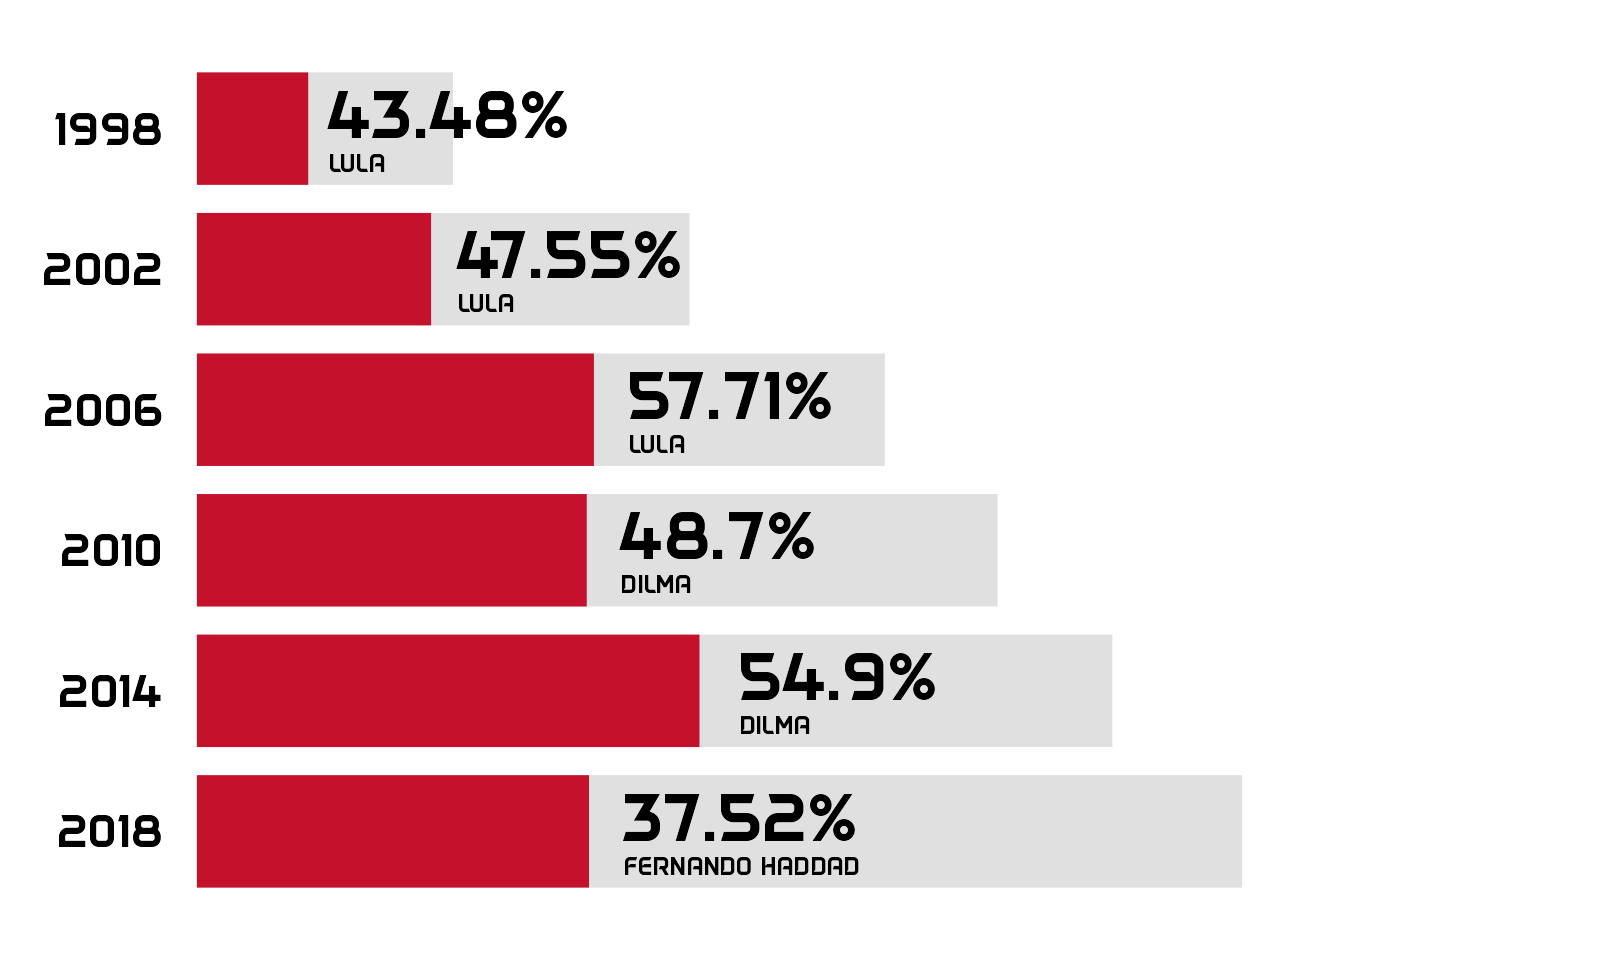 1998
43.48%
LULA
2002
47.55%
LULA
2006
57.71%
LULA
2010
48.7%
DILMA
2014
54.9%
DILMA
2018
37.52%
FERNANDO HADDAD